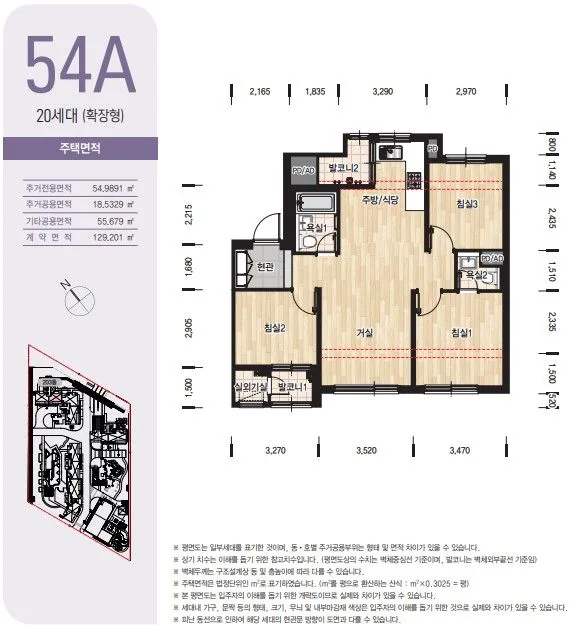 54A
20세대 (확장형)
주택면적
주거전용면적 54.9891 ㎡
주거공용면적 18.5329 ㎡
기타공용면적 55.679 ㎡
계 약 면 적 129.201 ㎡
N
203동
2,165 1,835 3,290 2,970
800
1,140
2,435
1,510
2,335
1,500
520
2,215
1,680
2,905
1,500
PD/AD
발코니2
PD
주방/식당
침실3
욕실1
현관
PD/AD
욕실2
침실2
거실
침실1
실외기실
발코니1
3,270 3,520 3,470
※ 평면도는 일부세대를 표기한 것이며, 동·호별 주거공용부위는 형태 및 면적 차이가 있을 수 있습니다.
※ 상기 치수는 이해를 돕기 위한 참고치수입니다. (평면도상의 수치는 벽체중심선 기준이며, 발코니는 벽체외부끝선 기준임)
※ 벽체두께는 구조설계상 동 및 층높이에 따라 다를 수 있습니다.
※ 주택면적은 법정단위인 ㎡로 표기하였습니다. (㎡를 평으로 환산하는 산식 : ㎡×0.3025 = 평)
※ 본 평면도는 입주자의 이해를 돕기 위한 개략도이므로 실제와 차이가 있을 수 있습니다.
※ 세대내 가구, 문짝 등의 형태, 크기, 무늬 및 내부마감재 색상은 입주자의 이해를 돕기 위한 것으로 실제와 차이가 있을 수 있습니다.
※ 피난 동선으로 인하여 해당 세대의 현관문 방향이 도면과 다를 수 있습니다.